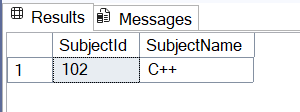 Results Messages
SubjectId SubjectName
1 102 C++